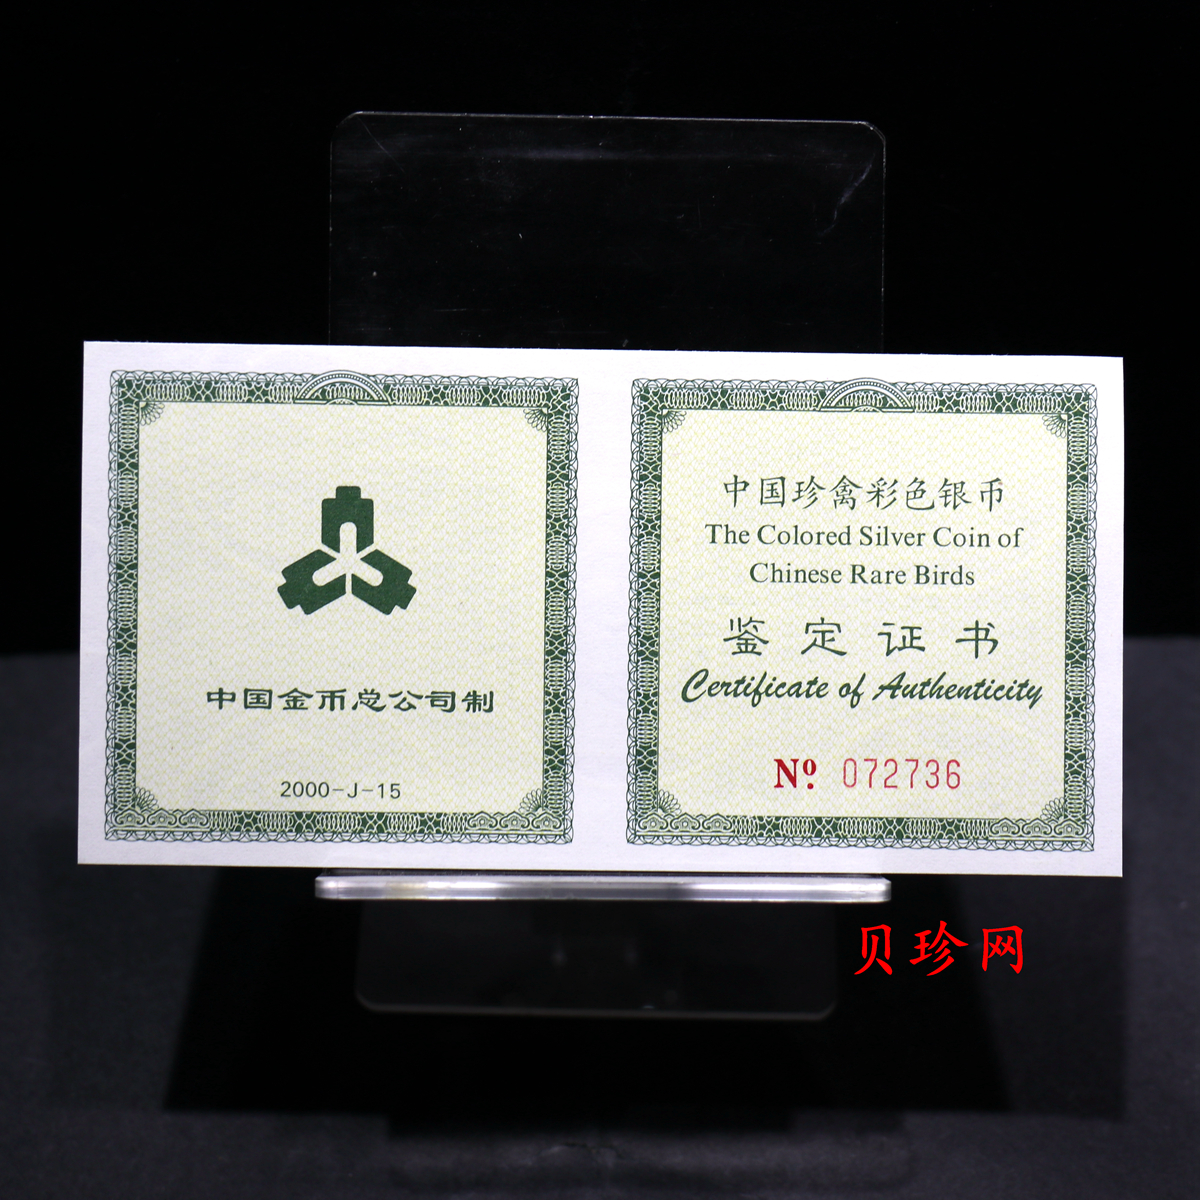 中国金币总公司制
2000-J-15
中国珍禽彩色银币
The Colored Silver Coin of
Chinese Rare Birds
鉴定证书
Certificate of Authenticity
Nº 072736
贝珍网